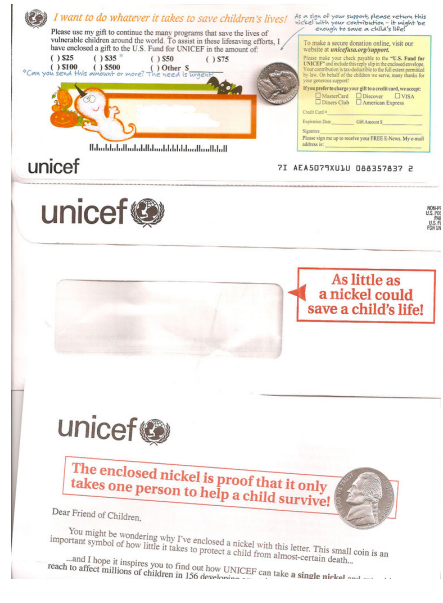 I want to do whatever it takes to save children's lives!
As a sign of your support, please return this
nickel with your contribution – it might be
enough to save a child!
Please use my gift to continue the many programs that save the lives of
vulnerable children around the world. To assist in these lifesaving efforts, I
have enclosed a gift to the U.S. Fund for UNICEF in the amount of:
( ) $25 ( ) $35 * ( ) $50 ( ) $75
( ) $100 ( ) $500 ( ) Other $
*Can you send this amount or more? The need is urgent
To make a secure donation online, visit our
website at unicefusa.org/support.
Please make your check payable to the "U.S. Fund for
UNICEF" and include this reply slip in the enclosed envelope.
Your contribution is tax-deductible to the full extent permitted
by law. On behalf of the children we serve, many thanks for
your generous support!
If you prefer to charge your gift to a credit card, we accept:
MasterCard Discover VISA
Diners Club American Express
Credit Card #
Expiration Date Gift Amount $
Signature
Please sign me up to receive your FREE E-News. My e-mail
address is:
unicef
7I AEA5079XU1U 088357837 2
unicef
As little as
a nickel could
save a child's life!
unicef
The enclosed nickel is proof that it only
takes one person to help a child survive!
Dear Friend of Children,
You might be wondering why I've enclosed a nickel with this letter. This small coin is an
important symbol of how little it takes to protect a child from almost-certain death...
...and I hope it inspires you to find out how UNICEF can take a single nickel and
reach to affect millions of children in 156 developing